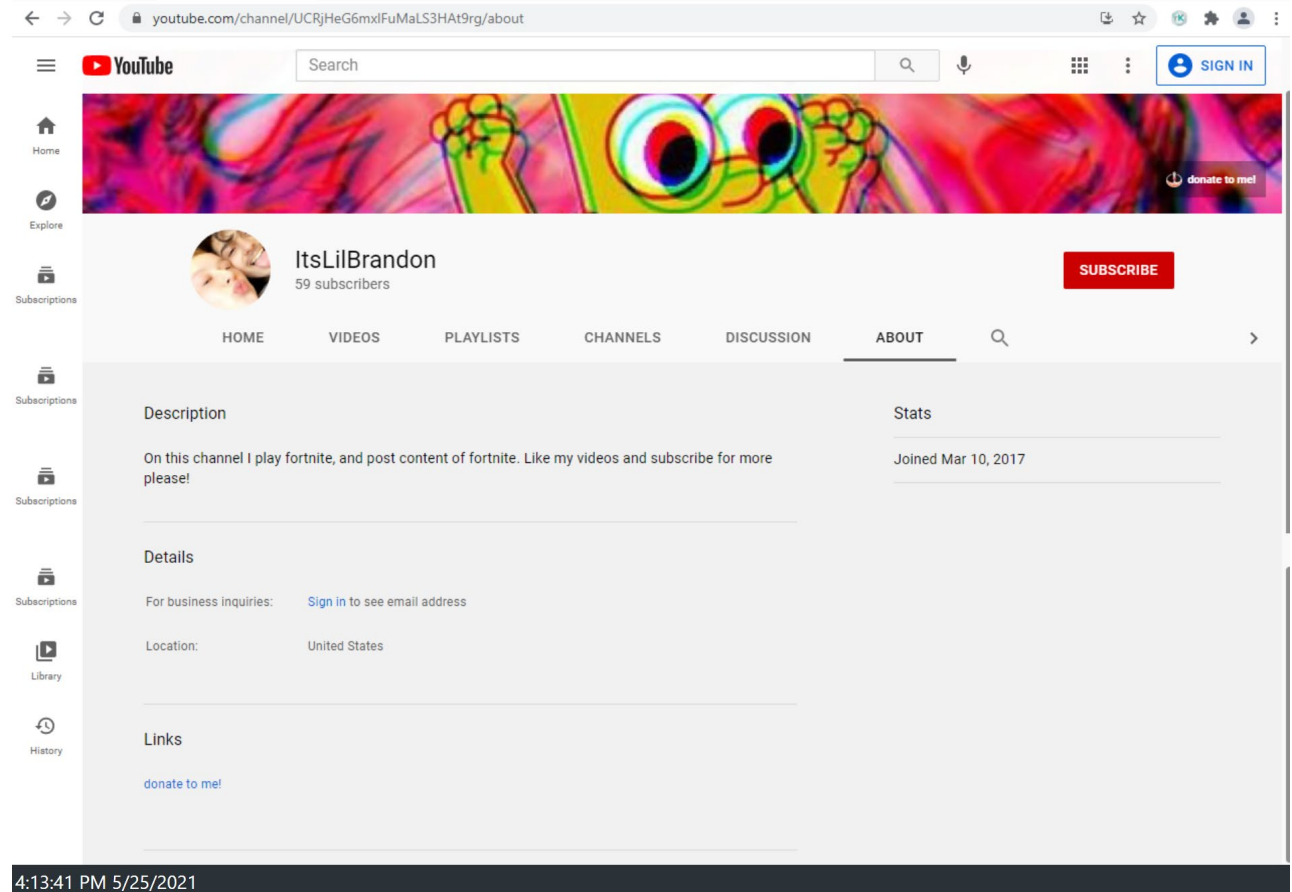 youtube.com/channel/UCRjHeG6mxIFuMaLS3HAt9rg/about
YouTube
Search
SIGN IN
Home
Explore
Subscriptions
Subscriptions
Subscriptions
Subscriptions
Library
History
donate to me!
ItsLilBrandon
59 subscribers
SUBSCRIBE
HOME VIDEOS PLAYLISTS CHANNELS DISCUSSION ABOUT
Description
On this channel I play fortnite, and post content of fortnite. Like my videos and subscribe for more
please!
Stats
Joined Mar 10, 2017
Details
For business inquiries: Sign in to see email address
Location: United States
Links
donate to me!
4:13:41 PM 5/25/2021